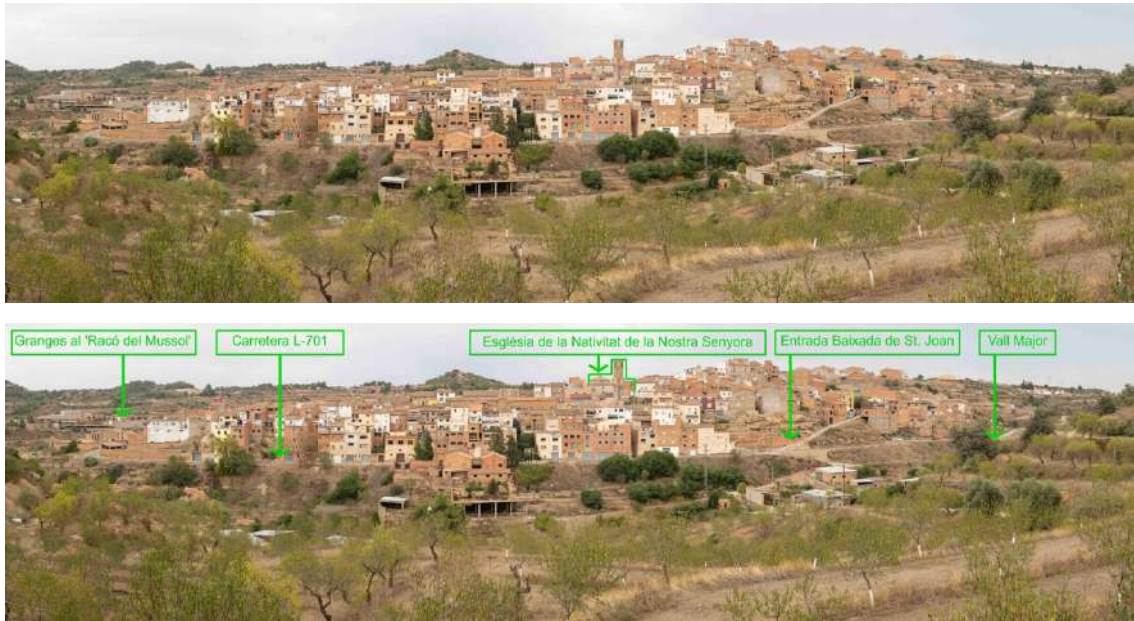 Granges al 'Racó del Mussol'
Carretera L-701
Església de la Nativitat de la Nostra Senyora
Entrada Baixada de St. Joan
Vall Major